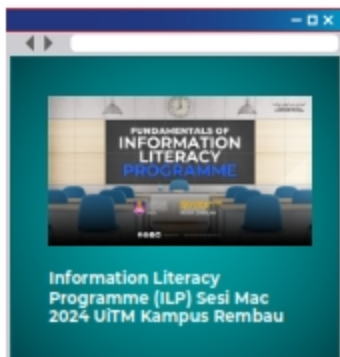 FUNDAMENTALS OF
INFORMATION
LITERACY
PROGRAMME
Information Literacy
Programme (ILP) Sesi Mac
2024 UiTM Kampus Rembau